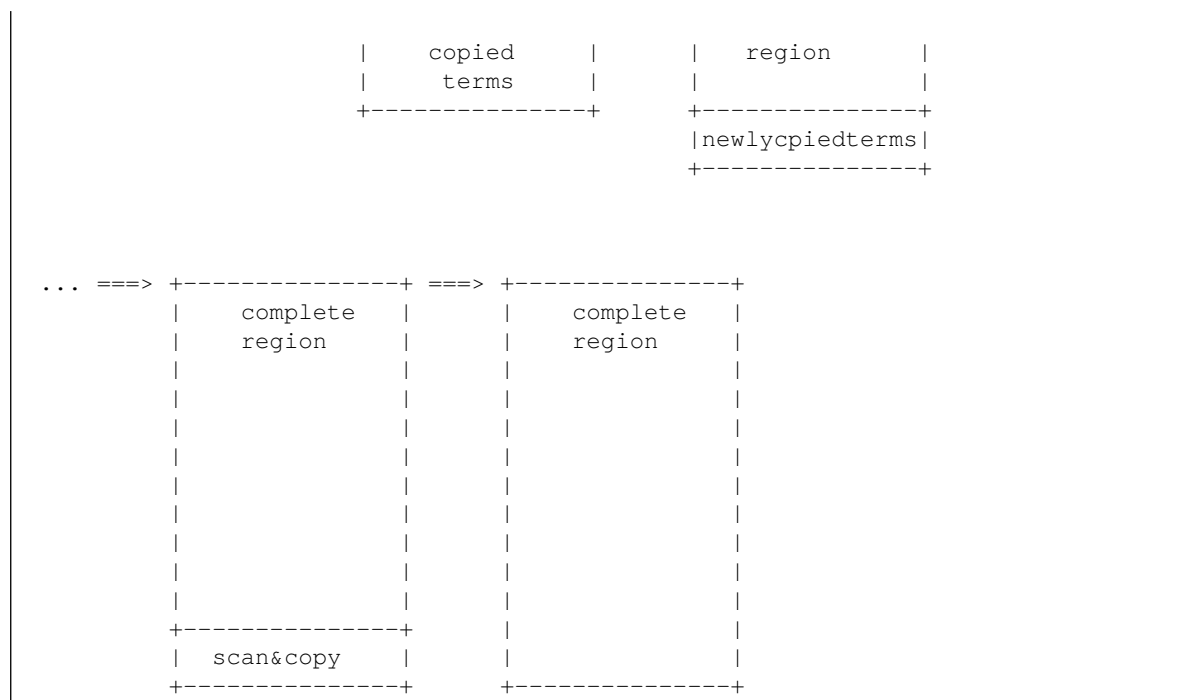 | copied | | region |
| terms | | |
+---------------+ +---------------+
|newlycpiedterms|
+---------------+
... ===> +---------------+ ===> +---------------+
| complete | | complete |
| region | | region |
| | | |
| | | |
| | | |
| | | |
| | | |
| | | |
| | | |
| | | |
| | | |
+---------------+ | |
| scan&copy | | |
+---------------+ +---------------+